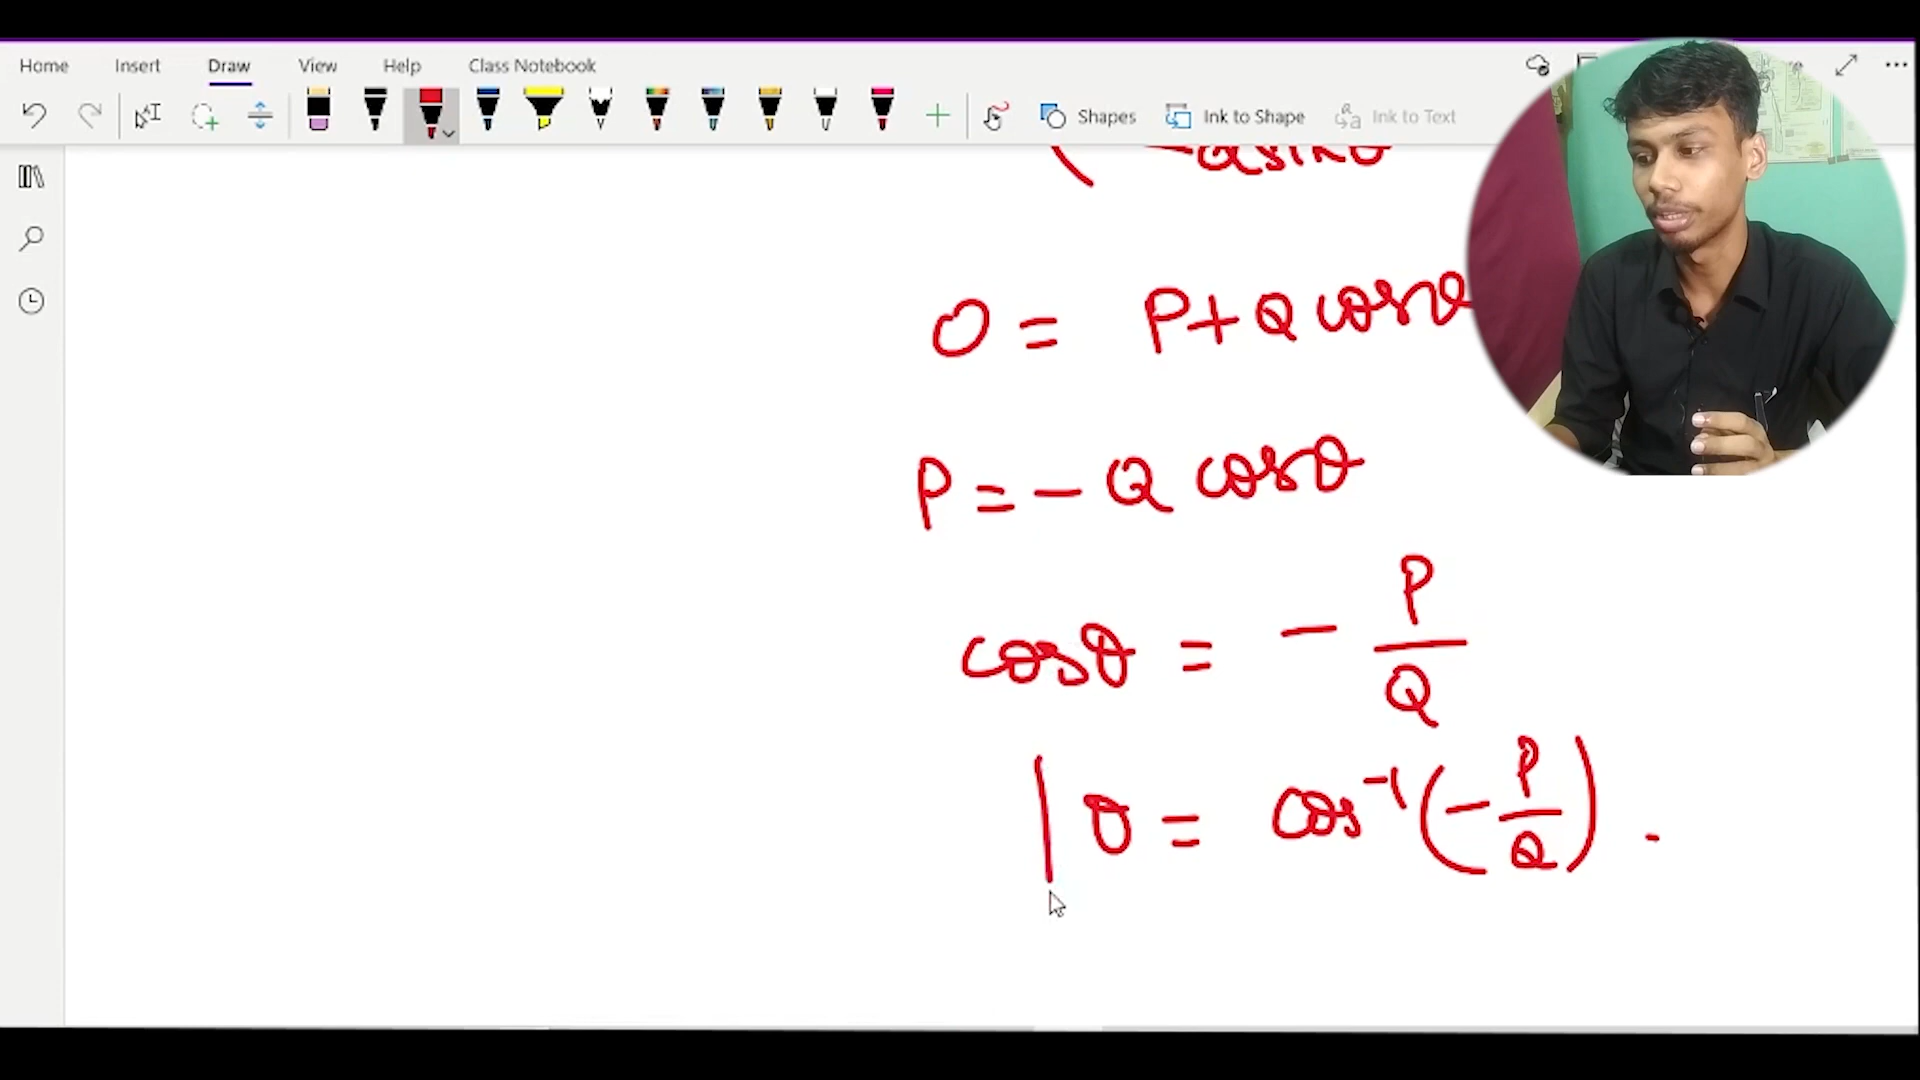 Home Insert Draw View Help Class Notebook
Shapes Ink to Shape Ink to Text
Q sinθ
0 = P + Q cosθ
P = - Q cosθ
cosθ = - P/Q
θ = cos⁻¹(- P/Q) .